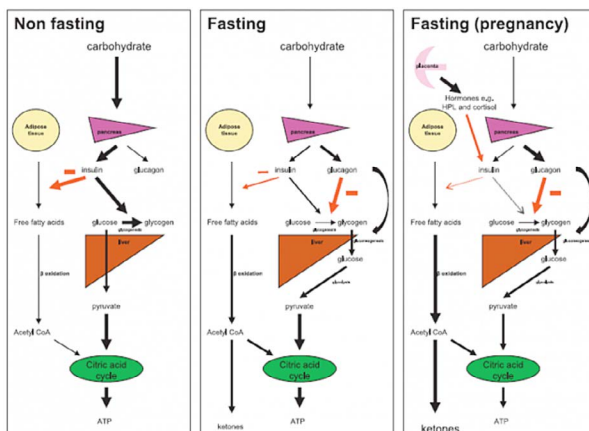 Non fasting
carbohydrate
Adipose
tissue
pancreas
insulin
glucagon
Free fatty acids
glucose
glycogen
glycogenesis
liver
β oxidation
pyruvate
Acetyl CoA
Citric acid
cycle
ATP
Fasting
carbohydrate
Adipose
tissue
pancreas
insulin
glucagon
Free fatty acids
glucose
glycogen
glycogenesis
liver
glucose
β oxidation
pyruvate
Acetyl CoA
Citric acid
cycle
ketones
ATP
Fasting (pregnancy)
placenta
carbohydrate
Hormones e.g.
HPL and cortisol
Adipose
tissue
pancreas
insulin
glucagon
Free fatty acids
glucose
glycogen
glycogenesis
liver
glucose
β oxidation
pyruvate
Acetyl CoA
Citric acid
cycle
ketones
ATP